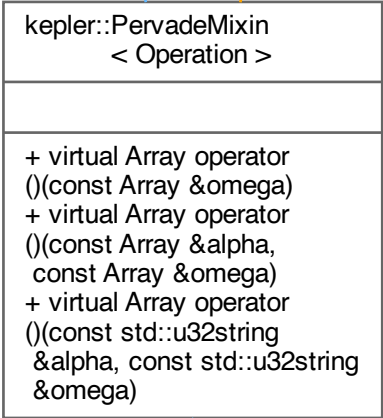 kepler::PervadeMixin
< Operation >
+ virtual Array operator
()(const Array &omega)
+ virtual Array operator
()(const Array &alpha,
const Array &omega)
+ virtual Array operator
()(const std::u32string
&alpha, const std::u32string
&omega)